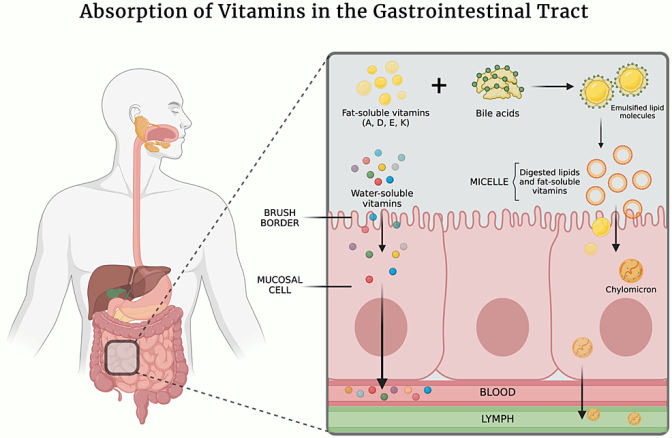 Absorption of Vitamins in the Gastrointestinal Tract
Fat-soluble vitamins
(A, D, E, K)
+
Bile acids
Emulsified lipid
molecules
Water-soluble
vitamins
MICELLE
Digested lipids
and fat-soluble
vitamins
BRUSH
BORDER
MUCOSAL
CELL
Chylomicron
BLOOD
LYMPH